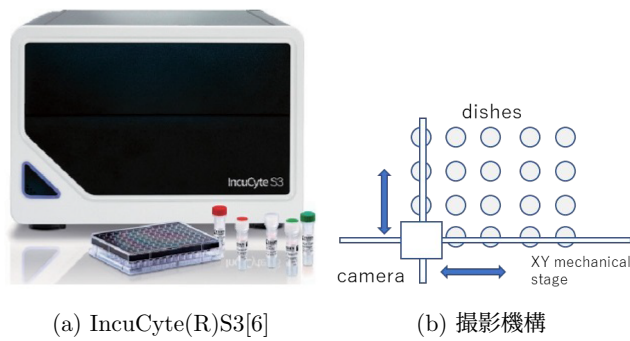 IncuCyte S3
dishes
camera
XY mechanical
stage
(a) IncuCyte(R)S3[6]
(b) 撮影機構